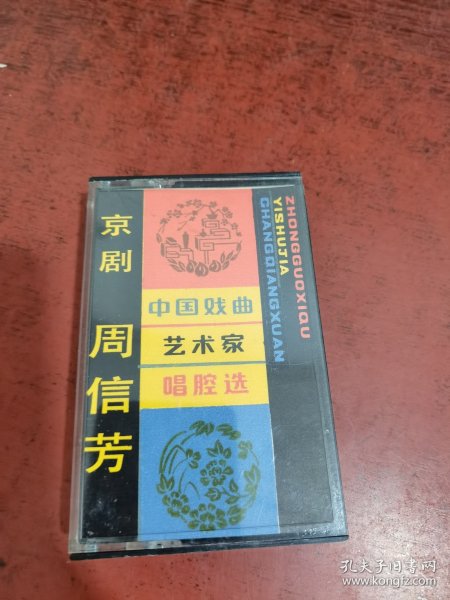 京剧
周信芳
中国戏曲
艺术家
唱腔选
ZHONGGUOXIQU
YISHUJIA
CHANGQIANGXUAN
孔夫子旧书网
www.kongfz.com